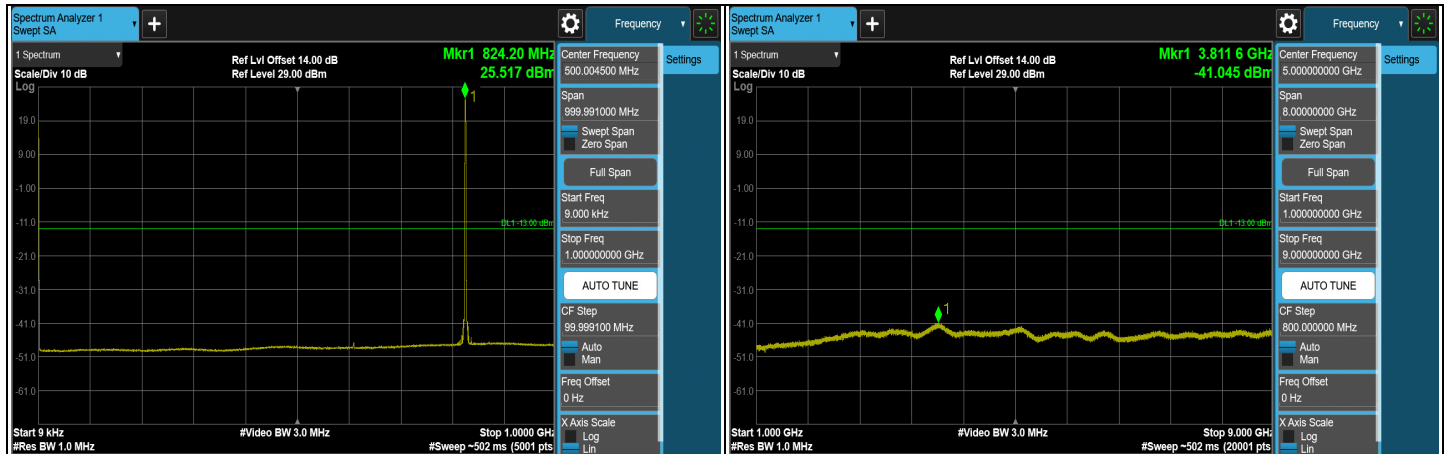 Spectrum Analyzer 1
Swept SA
+
Frequency
1 Spectrum
Scale/Div 10 dB
Log
Ref Lvl Offset 14.00 dB
Ref Level 29.00 dBm
Mkr1 824.20 MHz
25.517 dBm
1
19.0
9.00
-1.00
-11.0
-21.0
-31.0
-41.0
-51.0
-61.0
DL1 -13.00 dBm
Start 9 kHz
#Res BW 1.0 MHz
#Video BW 3.0 MHz
Stop 1.0000 GHz
#Sweep ~502 ms (5001 pts
Center Frequency
500.004500 MHz
Settings
Span
999.991000 MHz
Swept Span
Zero Span
Full Span
Start Freq
9.000 kHz
Stop Freq
1.000000000 GHz
AUTO TUNE
CF Step
99.999100 MHz
Auto
Man
Freq Offset
0 Hz
X Axis Scale
Log
Lin
Spectrum Analyzer 1
Swept SA
+
Frequency
1 Spectrum
Scale/Div 10 dB
Log
Ref Lvl Offset 14.00 dB
Ref Level 29.00 dBm
Mkr1 3.811 6 GHz
-41.045 dBm
1
19.0
9.00
-1.00
-11.0
-21.0
-31.0
-41.0
-51.0
-61.0
DL1 -13.00 dBm
Start 1.000 GHz
#Res BW 1.0 MHz
#Video BW 3.0 MHz
Stop 9.000 GHz
#Sweep ~502 ms (20001 pts
Center Frequency
5.000000000 GHz
Settings
Span
8.00000000 GHz
Swept Span
Zero Span
Full Span
Start Freq
1.000000000 GHz
Stop Freq
9.000000000 GHz
AUTO TUNE
CF Step
800.000000 MHz
Auto
Man
Freq Offset
0 Hz
X Axis Scale
Log
Lin